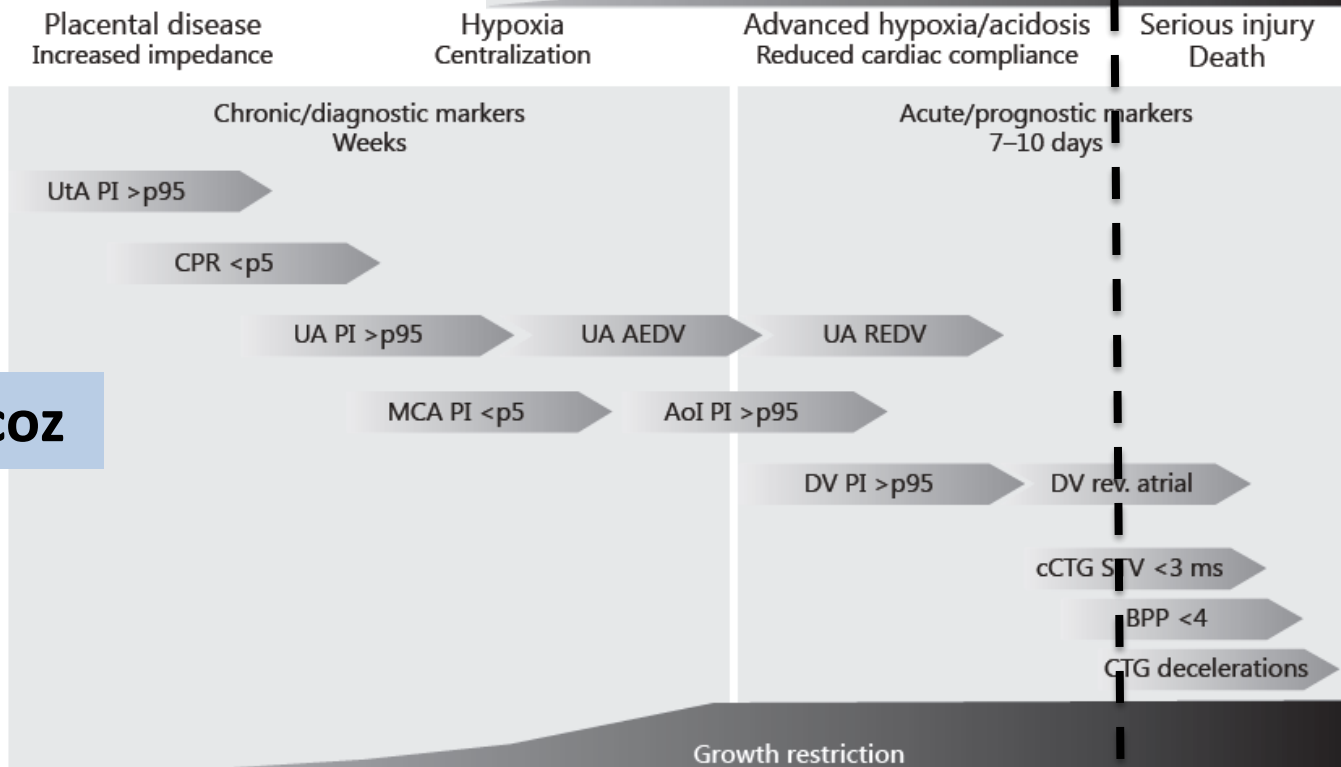 Placental disease
Increased impedance
Hypoxia
Centralization
Advanced hypoxia/acidosis
Reduced cardiac compliance
Serious injury
Death
Chronic/diagnostic markers
Weeks
Acute/prognostic markers
7–10 days
UtA PI >p95
CPR <p5
UA PI >p95
UA AEDV
UA REDV
MCA PI <p5
AoI PI >p95
DV PI >p95
DV rev. atrial
cCTG STV <3 ms
BPP <4
CTG decelerations
Growth restriction